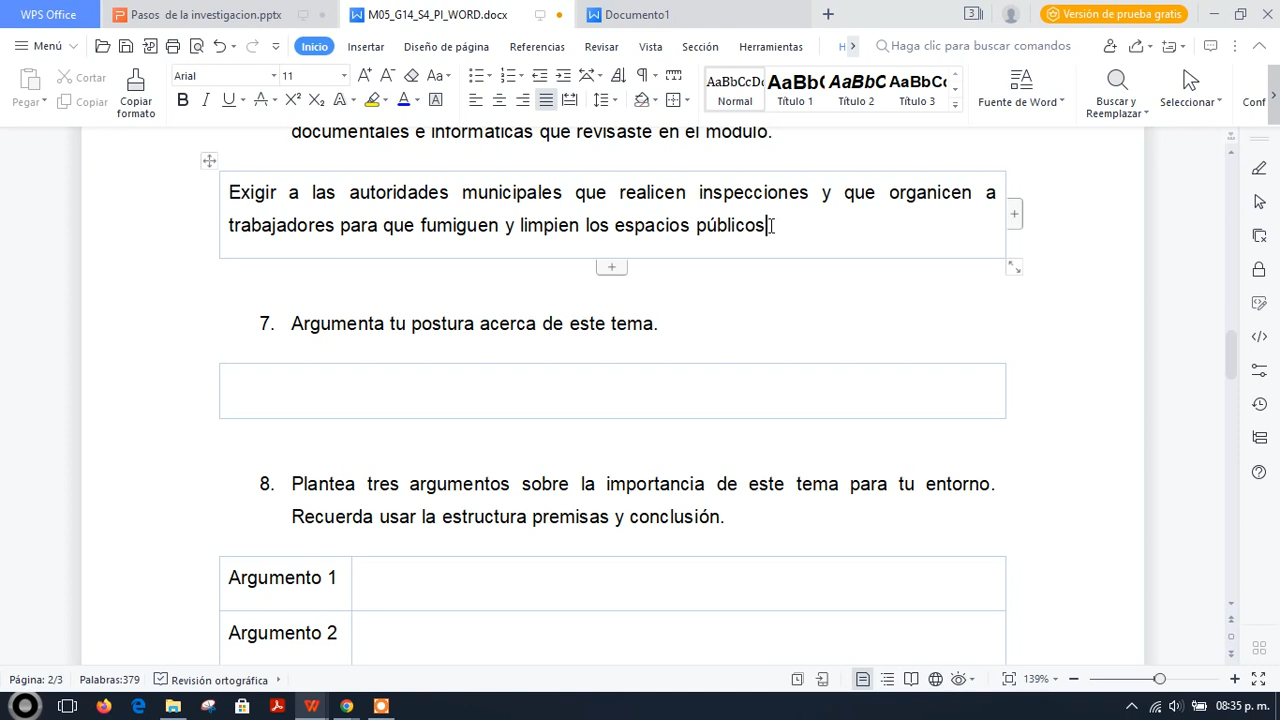 WPS Office
Pasos de la investigacion.pptx
M05_G14_S4_PI_WORD.docx
Documento1
Versión de prueba gratis
Menú
Inicio
Insertar
Diseño de página
Referencias
Revisar
Vista
Sección
Herramientas
Haga clic para buscar comandos
Pegar
Cortar
Copiar
Copiar formato
Arial
11
AaBbCcDd
Normal
AaBb(
Título 1
AaBbC
Título 2
AaBbC
Título 3
Fuente de Word
Buscar y Reemplazar
Seleccionar
Conf
documentales e informáticas que revisaste en el módulo.
Exigir a las autoridades municipales que realicen inspecciones y que organicen a
trabajadores para que fumiguen y limpien los espacios públicos
7. Argumenta tu postura acerca de este tema.
8. Plantea tres argumentos sobre la importancia de este tema para tu entorno.
Recuerda usar la estructura premisas y conclusión.
Argumento 1
Argumento 2
Página: 2/3
Palabras:379
Revisión ortográfica
139%
08:35 p. m.